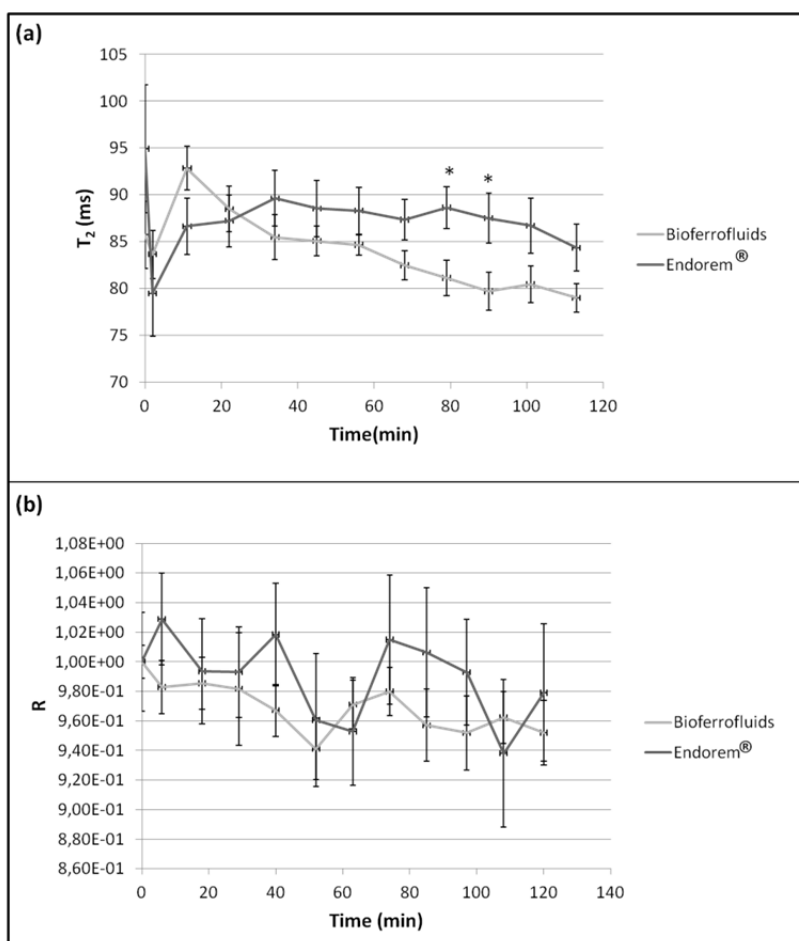 (a)
105
100
95
90
85
80
75
70
T2 (ms)
* *
0 20 40 60 80 100 120
Time(min)
Bioferrofluids
Endorem®
(b)
1,08E+00
1,06E+00
1,04E+00
1,02E+00
1,00E+00
9,80E-01
9,60E-01
9,40E-01
9,20E-01
9,00E-01
8,80E-01
8,60E-01
R
0 20 40 60 80 100 120 140
Time (min)
Bioferrofluids
Endorem®